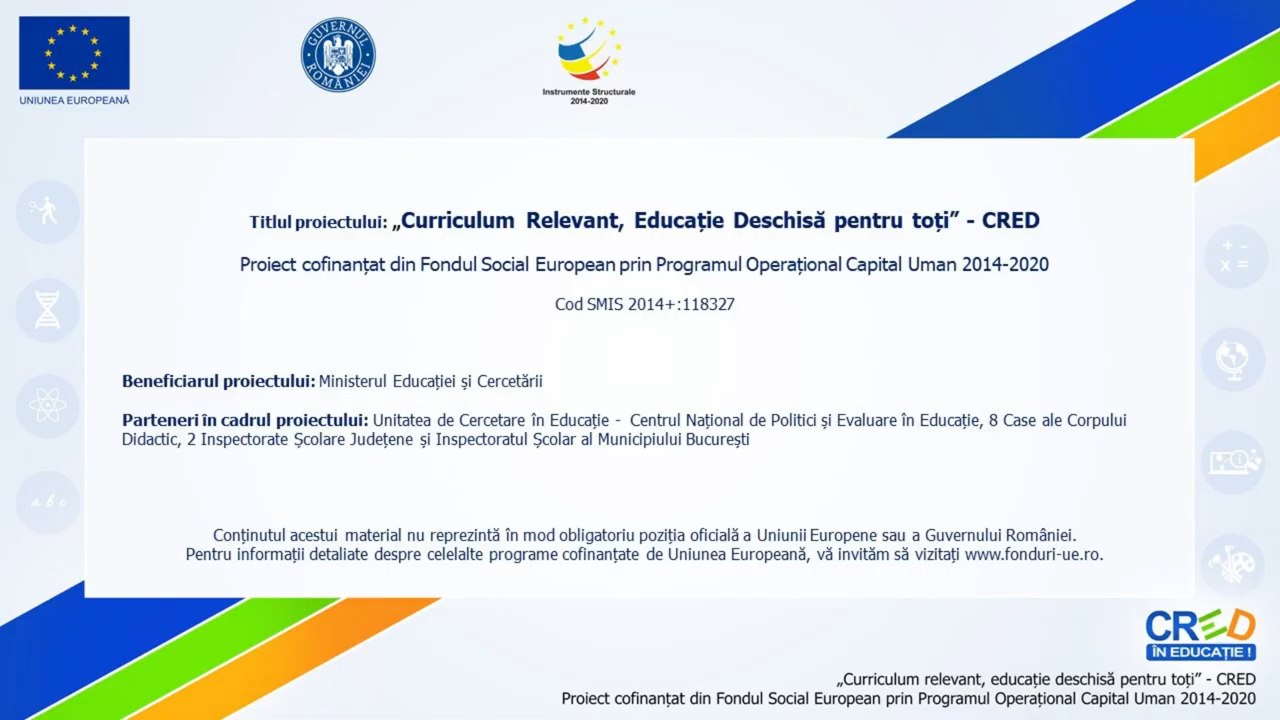 UNIUNEA EUROPEANĂ
GUVERNUL ROMÂNIEI
Instrumente Structurale
2014-2020
Titlul proiectului: „Curriculum Relevant, Educație Deschisă pentru toți” - CRED
Proiect cofinanțat din Fondul Social European prin Programul Operațional Capital Uman 2014-2020
Cod SMIS 2014+:118327
Beneficiarul proiectului: Ministerul Educației și Cercetării
Parteneri în cadrul proiectului: Unitatea de Cercetare în Educație - Centrul Național de Politici și Evaluare în Educație, 8 Case ale Corpului
Didactic, 2 Inspectorate Școlare Județene și Inspectoratul Școlar al Municipiului București
a b c
Conținutul acestui material nu reprezintă în mod obligatoriu poziția oficială a Uniunii Europene sau a Guvernului României.
Pentru informații detaliate despre celelalte programe cofinanțate de Uniunea Europeană, vă invităm să vizitați www.fonduri-ue.ro.
CRED
ÎN EDUCAȚIE !
„Curriculum relevant, educație deschisă pentru toți” - CRED
Proiect cofinanțat din Fondul Social European prin Programul Operațional Capital Uman 2014-2020